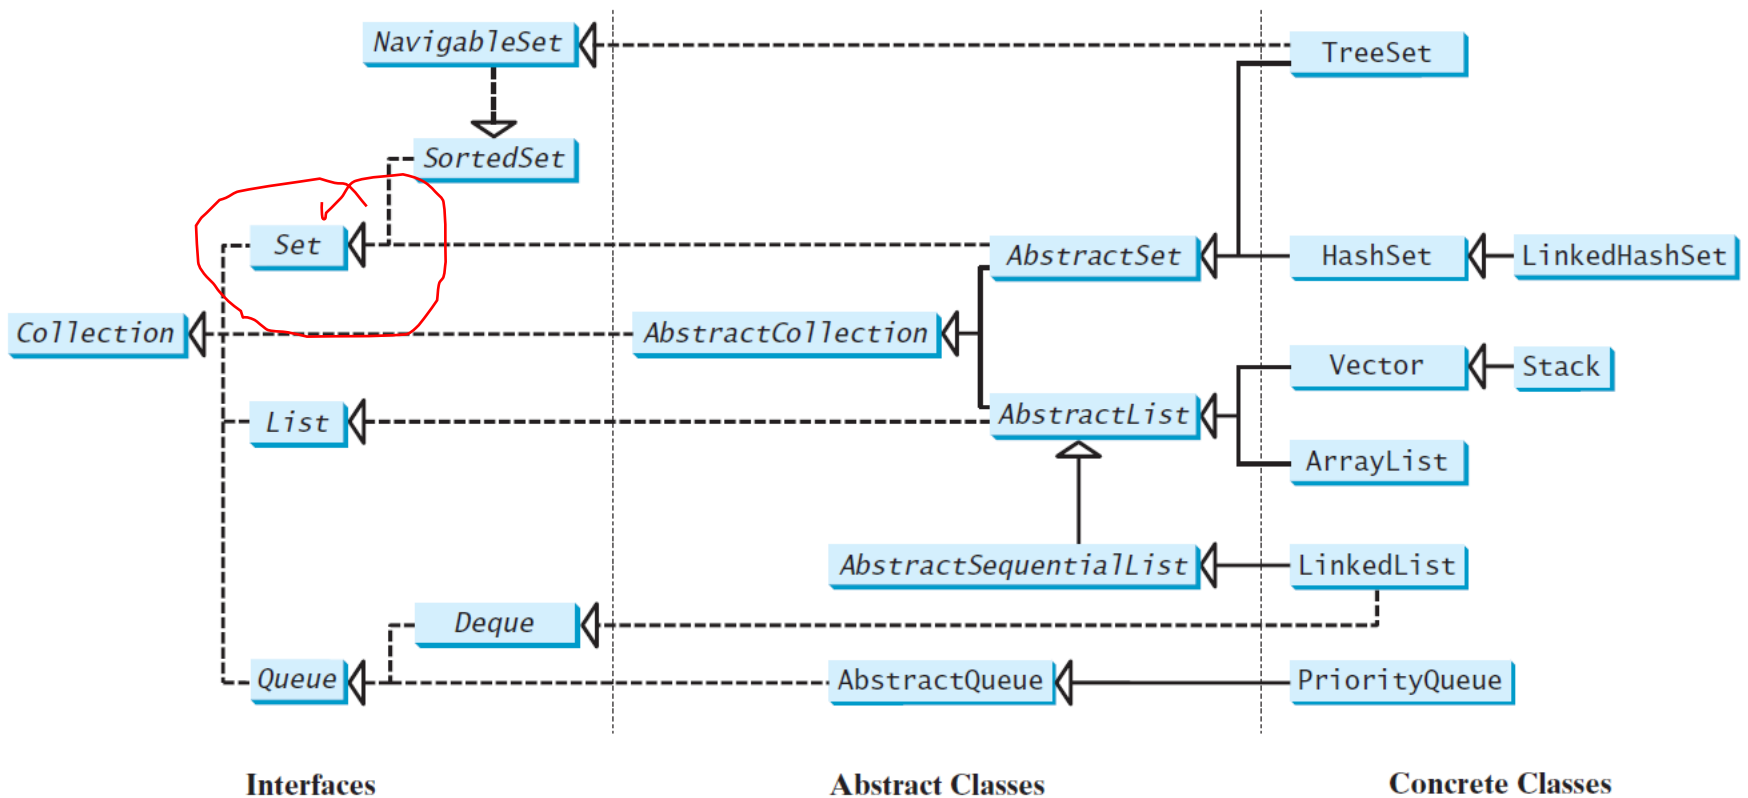 NavigableSet
TreeSet
SortedSet
Set
AbstractSet
HashSet
LinkedHashSet
Collection
AbstractCollection
Vector
Stack
List
AbstractList
ArrayList
AbstractSequentialList
LinkedList
Deque
Queue
AbstractQueue
PriorityQueue
Interfaces
Abstract Classes
Concrete Classes